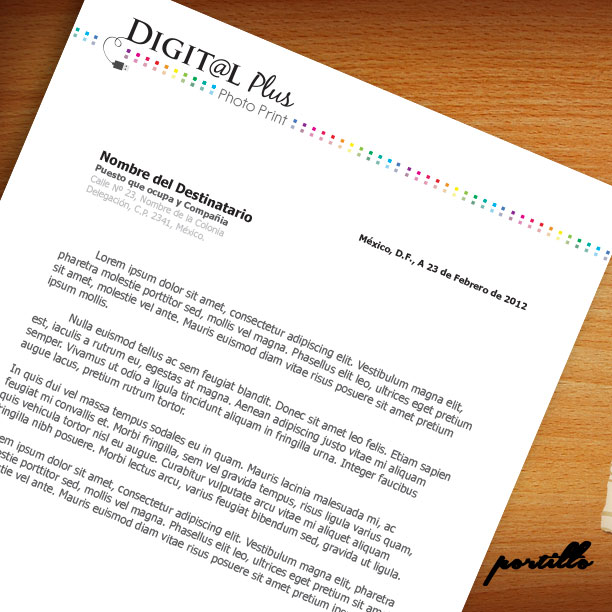 DIGIT@L Plus
Photo Print
Nombre del Destinatario
Puesto que ocupa y Compañia
Calle Nº 23, Nombre de la Colonia
Delegación, C.P. 2341, México.
México, D.F., A 23 de Febrero de 2012
Lorem ipsum dolor sit amet, consectetur adipiscing elit. Vestibulum magna elit,
pharetra molestie porttitor sed, mollis vel magna. Phasellus elit leo, ultrices eget pretium
sit amet, molestie vel ante. Mauris euismod diam vitae risus posuere sit amet pretium
ipsum mollis.
Nulla euismod tellus ac sem feugiat blandit. Donec sit amet leo felis. Etiam sapien
est, iaculis a rutrum eu, egestas at magna. Aenean adipiscing justo vitae mi aliquam
semper. Vivamus ut odio a ligula tincidunt aliquam in fringilla urna. Integer faucibus
augue lacus, pretium rutrum tortor.
In quis dui vel massa tempus sodales eu in quam. Mauris lacinia malesuada mi, ac
feugiat mi convallis et. Morbi fringilla, sem vel gravida tempus, risus ligula varius quam,
quis vehicula tortor nisl eu augue. Curabitur vulputate arcu vitae mi aliquet aliquam
fringilla nibh posuere. Morbi lectus arcu, varius feugiat bibendum sed, gravida ut ligula.
em ipsum dolor sit amet, consectetur adipiscing elit. Vestibulum magna elit, pharetra
stie porttitor sed, mollis vel magna. Phasellus elit leo, ultrices eget pretium sit amet
tie vel ante. Mauris euismod diam vitae risus posuere sit amet pretium
portillo